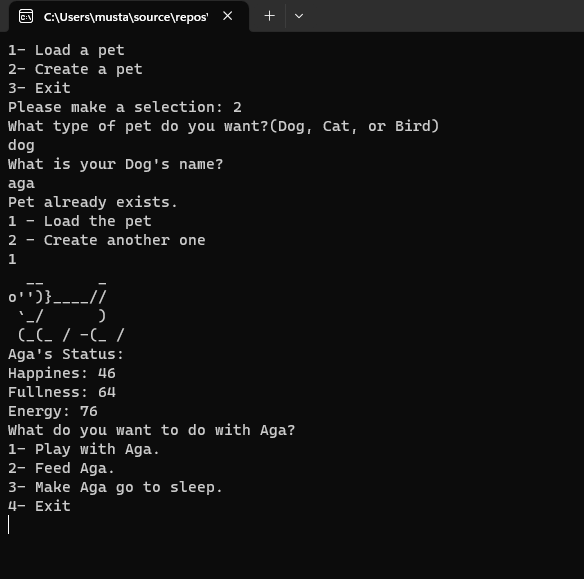 C:\Users\musta\source\repos\
1- Load a pet
2- Create a pet
3- Exit
Please make a selection: 2
What type of pet do you want?(Dog, Cat, or Bird)
dog
What is your Dog's name?
aga
Pet already exists.
1 - Load the pet
2 - Create another one
1
  __      _
o'')}____//
 `_/      )
 (_(_ / -(_ /
Aga's Status:
Happines: 46
Fullness: 64
Energy: 76
What do you want to do with Aga?
1- Play with Aga.
2- Feed Aga.
3- Make Aga go to sleep.
4- Exit